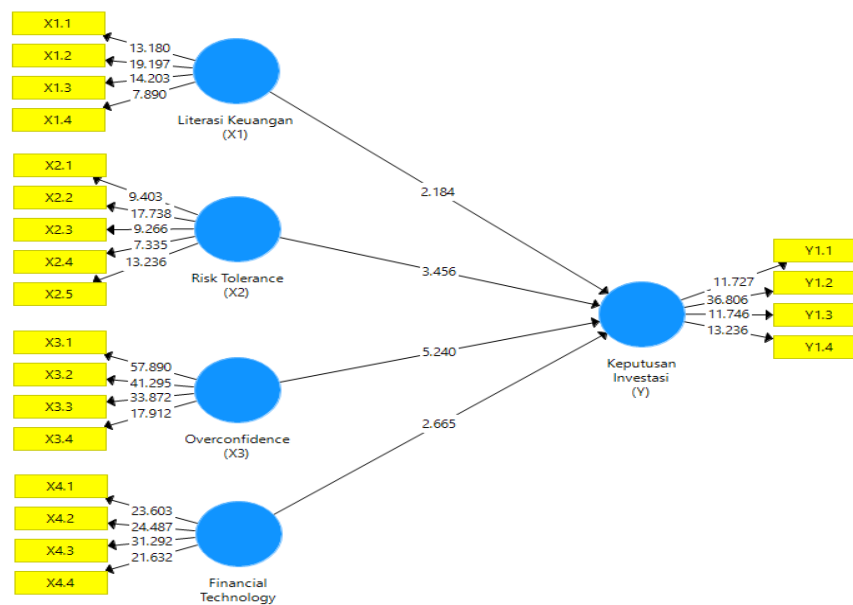 X1.1
X1.2
X1.3
X1.4
13.180
19.197
14.203
7.890
Literasi Keuangan
(X1)
X2.1
X2.2
X2.3
X2.4
X2.5
9.403
17.738
9.266
7.335
13.236
Risk Tolerance
(X2)
X3.1
X3.2
X3.3
X3.4
57.890
41.295
33.872
17.912
Overconfidence
(X3)
X4.1
X4.2
X4.3
X4.4
23.603
24.487
31.292
21.632
Financial
Technology
2.184
3.456
5.240
2.665
Keputusan
Investasi
(Y)
11.727
36.806
11.746
13.236
Y1.1
Y1.2
Y1.3
Y1.4